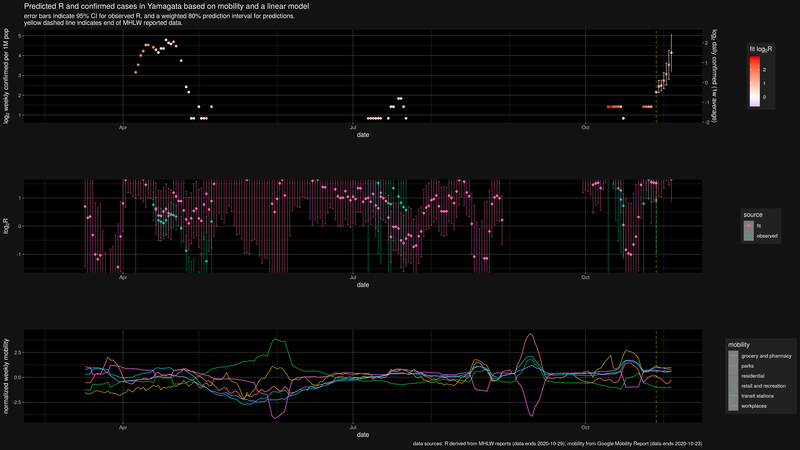 Predicted R and confirmed cases in Yamagata based on mobility and a linear model
error bars indicate 95% CI for observed R, and a weighted 80% prediction interval for predictions.
yellow dashed line indicates end of MHLW reported data.
log₂ weekly confirmed per 1M pop
5
4
3
2
1
log₂ daily confirmed (1w average)
2
1
0
-1
-2
Apr
Jul
Oct
date
fit log₂R
2
1
0
log₂R
1
0
-1
Apr
Jul
Oct
date
source
fit
observed
normalised weekly mobility
2.5
0.0
-2.5
Apr
Jul
Oct
date
mobility
grocery and pharmacy
parks
residential
retail and recreation
transit stations
workplaces
data sources: R derived from MHLW reports (data ends 2020-10-29), mobility from Google Mobility Report (data ends 2020-10-23)